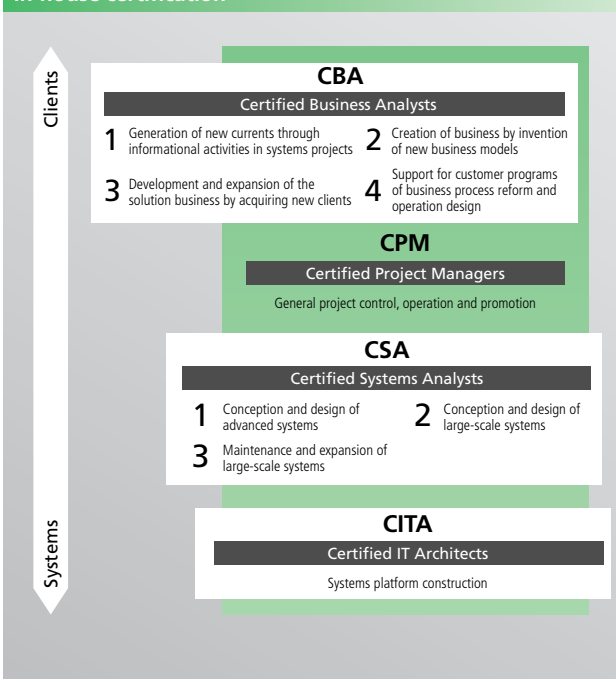 In-house certification
Clients
CBA
Certified Business Analysts
1 Generation of new currents through
informational activities in systems projects
2 Creation of business by invention
of new business models
3 Development and expansion of the
solution business by acquiring new clients
4 Support for customer programs
of business process reform and
operation design
CPM
Certified Project Managers
General project control, operation and promotion
CSA
Certified Systems Analysts
1 Conception and design of
advanced systems
2 Conception and design of
large-scale systems
3 Maintenance and expansion of
large-scale systems
CITA
Certified IT Architects
Systems platform construction
Systems